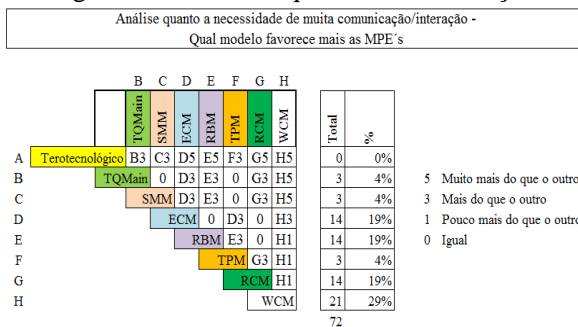 Análise quanto a necessidade de muita comunicação/interação -
Qual modelo favorece mais as MPE´s
B C D E F G H
TQMain SMM ECM RBM TPM RCM WCM Total %
A Terotecnológico B3 C3 D5 E5 F3 G5 H5 0 0%
B TQMain 0 D3 E3 0 G3 H5 3 4% 5 Muito mais do que o outro
C SMM D3 E3 0 G3 H5 3 4% 3 Mais do outro
D ECM 0 D3 0 H3 14 19% 1 Pouco mais do que o outro
E RBM E3 0 H1 14 19% 0 Igual
F TPM G3 H1 3 4%
G RCM H1 14 19%
H WCM 21 29%
72